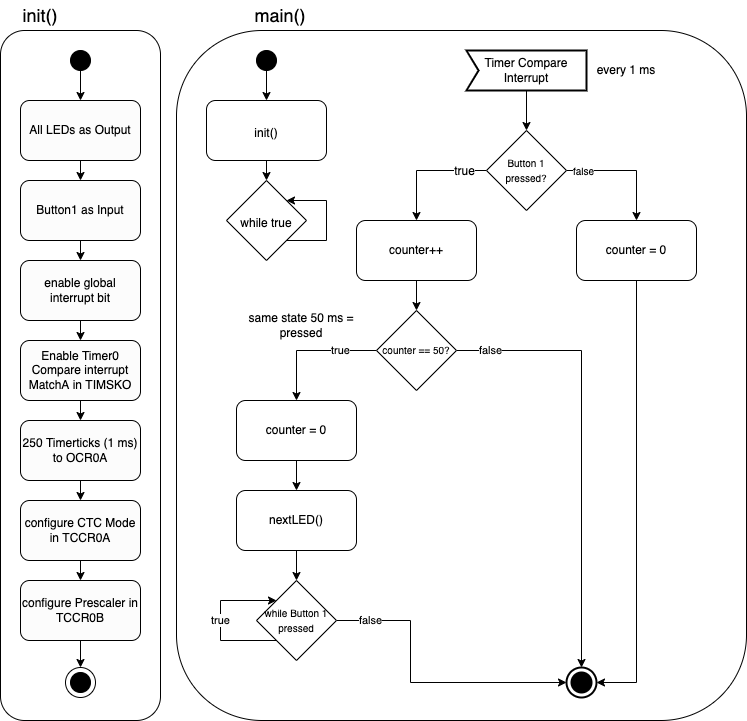 init()
All LEDs as Output
Button1 as Input
enable global
interrupt bit
Enable Timer0
Compare interrupt
MatchA in TIMSK0
250 Timerticks (1 ms)
to OCR0A
configure CTC Mode
in TCCR0A
configure Prescaler in
TCCR0B
main()
init()
while true
Timer Compare
Interrupt
every 1 ms
Button 1
pressed?
true
false
counter++
counter = 0
same state 50 ms =
pressed
counter == 50?
true
false
counter = 0
nextLED()
while Button 1
pressed
true
false